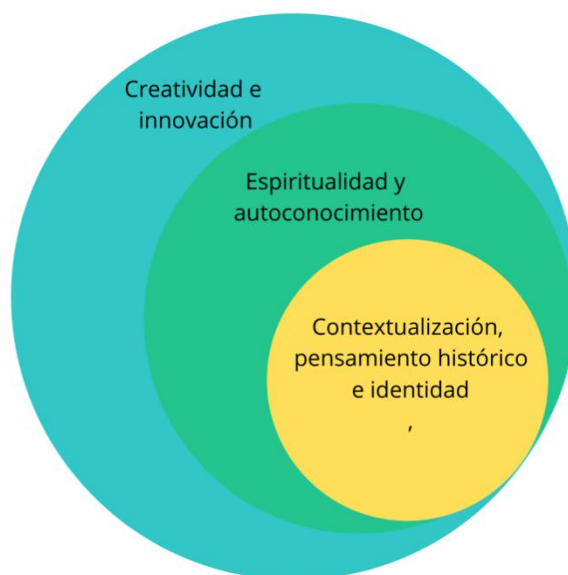 Creatividad e
innovación
Espiritualidad y
autoconocimiento
Contextualización,
pensamiento histórico
e identidad
,